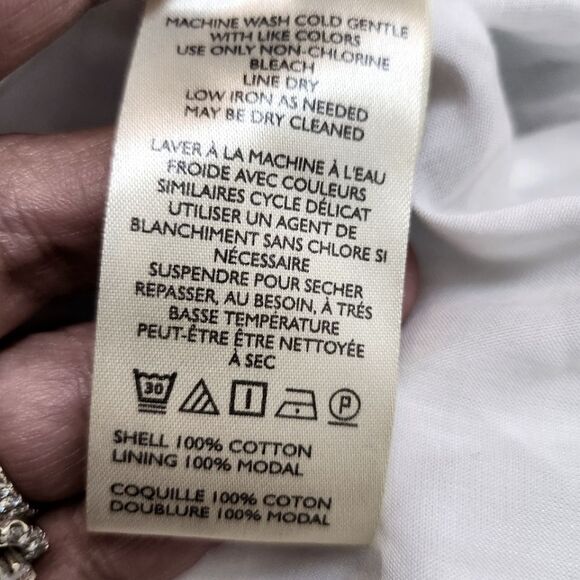 MACHINE WASH COLD GENTLE
WITH LIKE COLORS
USE ONLY NON-CHLORINE
BLEACH
LINE DRY
LOW IRON AS NEEDED
MAY BE DRY CLEANED
LAVER À LA MACHINE À L'EAU
FROIDE AVEC COULEURS
SIMILAIRES CYCLE DÉLICAT
UTILISER UN AGENT DE
BLANCHIMENT SANS CHLORE SI
NÉCESSAIRE
SUSPENDRE POUR SECHER
REPASSER, AU BESOIN, À TRÉS
BASSE TEMPÉRATURE
PEUT-ÊTRE ÊTRE NETTOYÉE
À SEC
30 P
SHELL 100% COTTON
LINING 100% MODAL
COQUILLE 100% COTON
DOUBLURE 100% MODAL